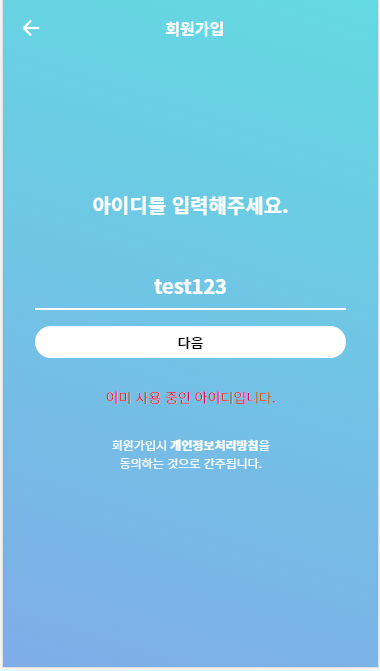 회원가입
아이디를 입력해주세요.
test123
다음
이미 사용 중인 아이디입니다.
회원가입시 개인정보처리방침을
동의하는 것으로 간주됩니다.